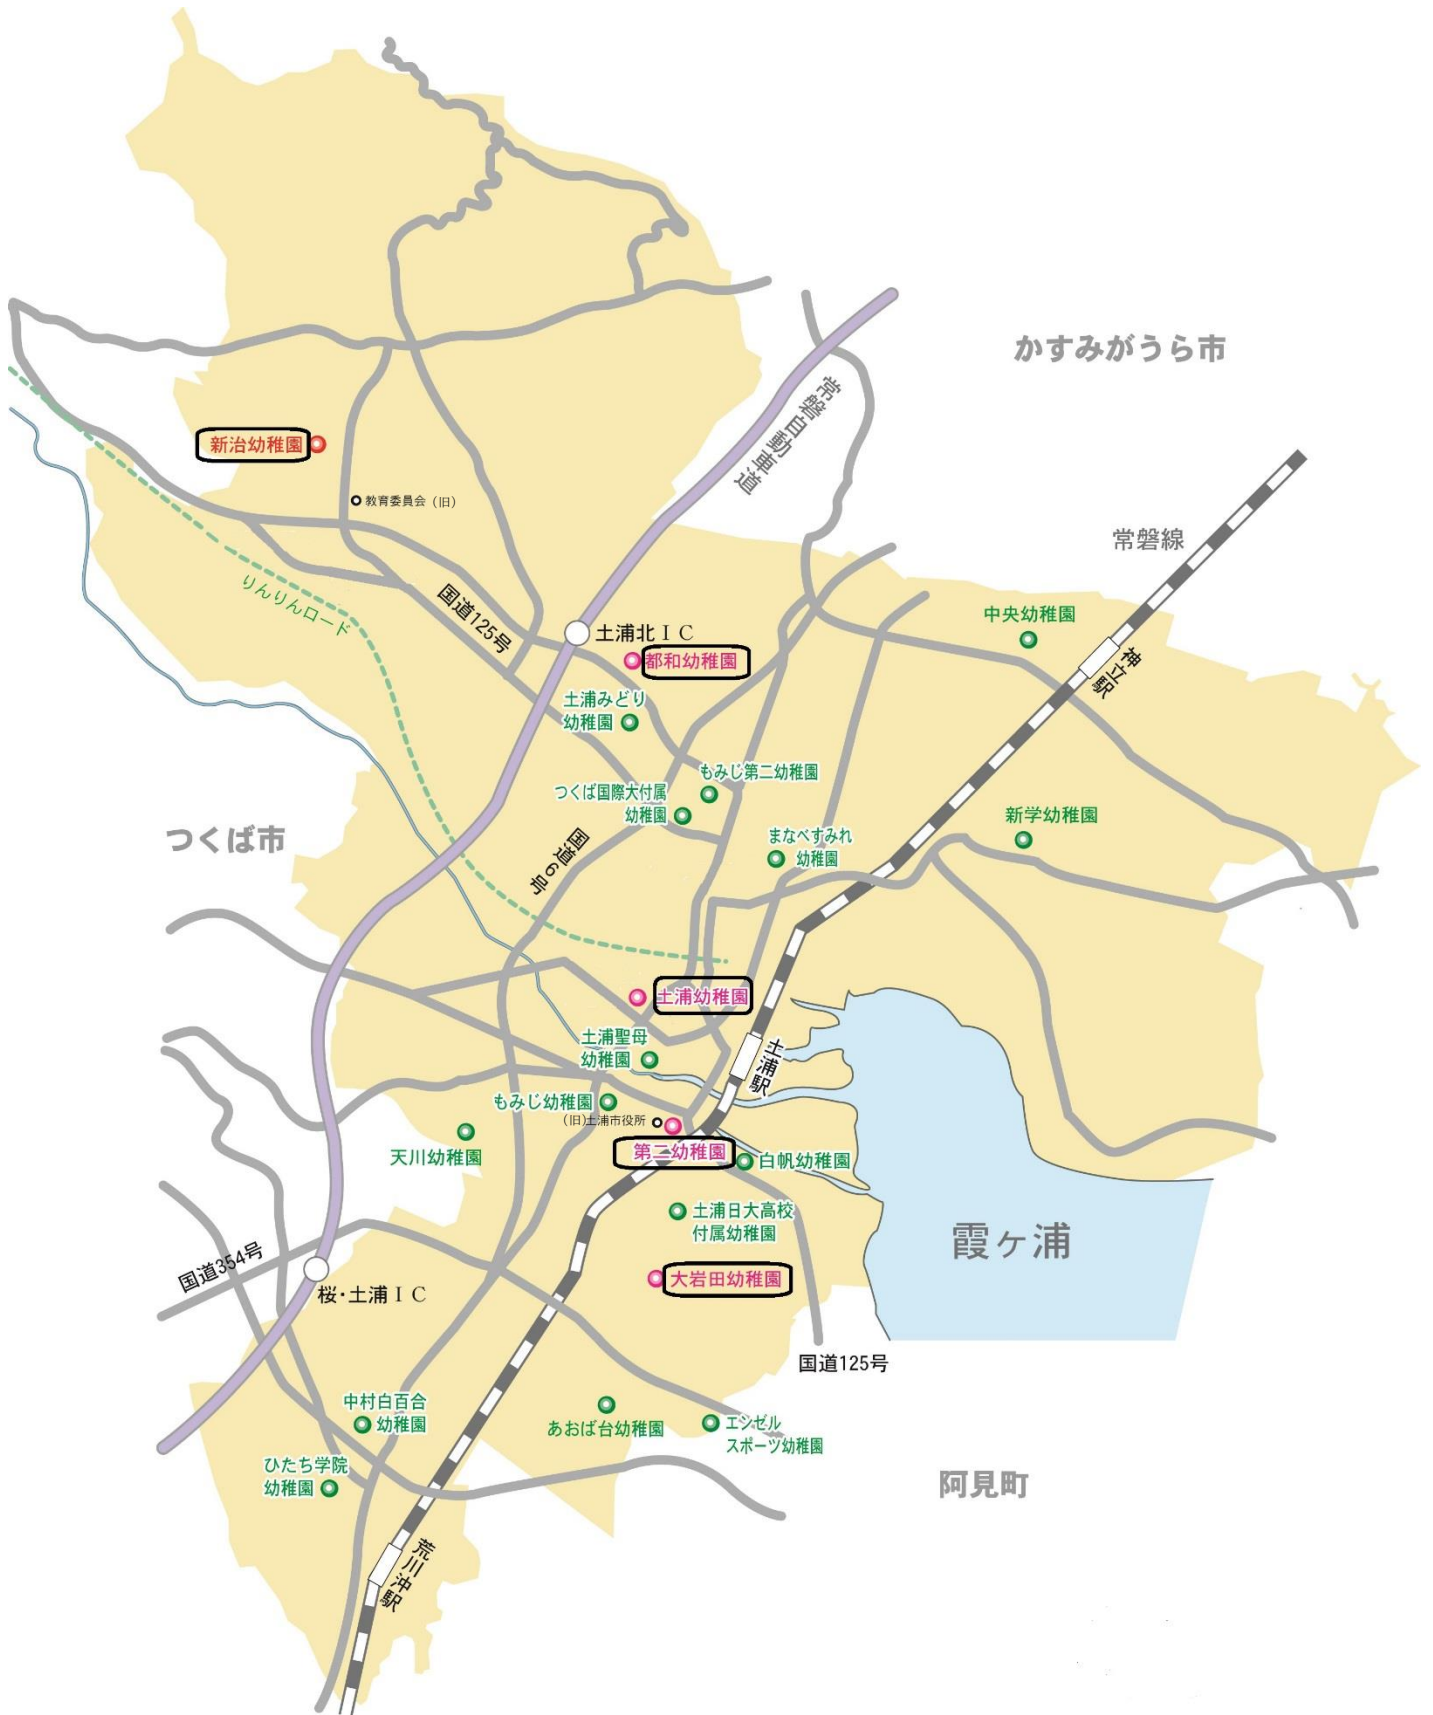 かすみがうら市
常磐自動車道
新治幼稚園
教育委員会（旧）
常磐線
りんりんロード
国道125号
中央幼稚園
土浦北ＩＣ
都和幼稚園
神立駅
土浦みどり
幼稚園
もみじ第二幼稚園
つくば国際大付属
幼稚園
新学幼稚園
つくば市
国道6号
まなべすみれ
幼稚園
土浦幼稚園
土浦聖母
幼稚園
土浦駅
もみじ幼稚園
（旧）土浦市役所
天川幼稚園
第二幼稚園
白帆幼稚園
土浦日大高校
付属幼稚園
霞ヶ浦
国道354号
大岩田幼稚園
桜・土浦ＩＣ
国道125号
中村白百合
幼稚園
あおば台幼稚園
エンゼル
スポーツ幼稚園
ひたち学院
幼稚園
阿見町
荒川沖駅